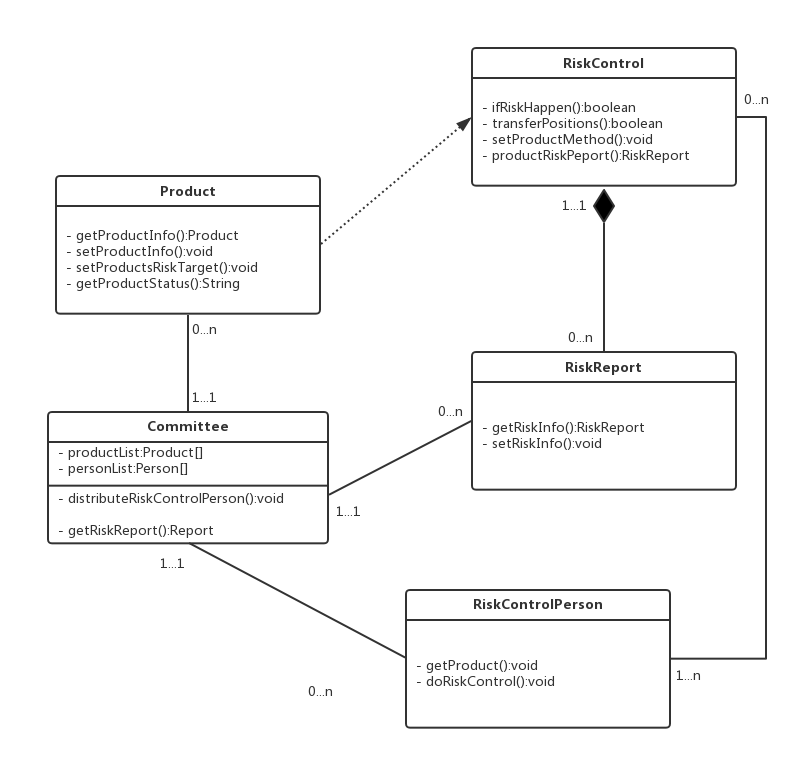 RiskControl
- ifRiskHappen():boolean
- transferPositions():boolean
- setProductMethod():void
- productRiskPeport():RiskReport
0...n
1...1
Product
- getProductInfo():Product
- setProductInfo():void
- setProductsRiskTarget():void
- getProductStatus():String
0...n
1...1
0...n
RiskReport
- getRiskInfo():RiskReport
- setRiskInfo():void
Committee
- productList:Product[]
- personList:Person[]
- distributeRiskControlPerson():void
- getRiskReport():Report
0...n
1...1
1...1
0...n
RiskControlPerson
- getProduct():void
- doRiskControl():void
1...n